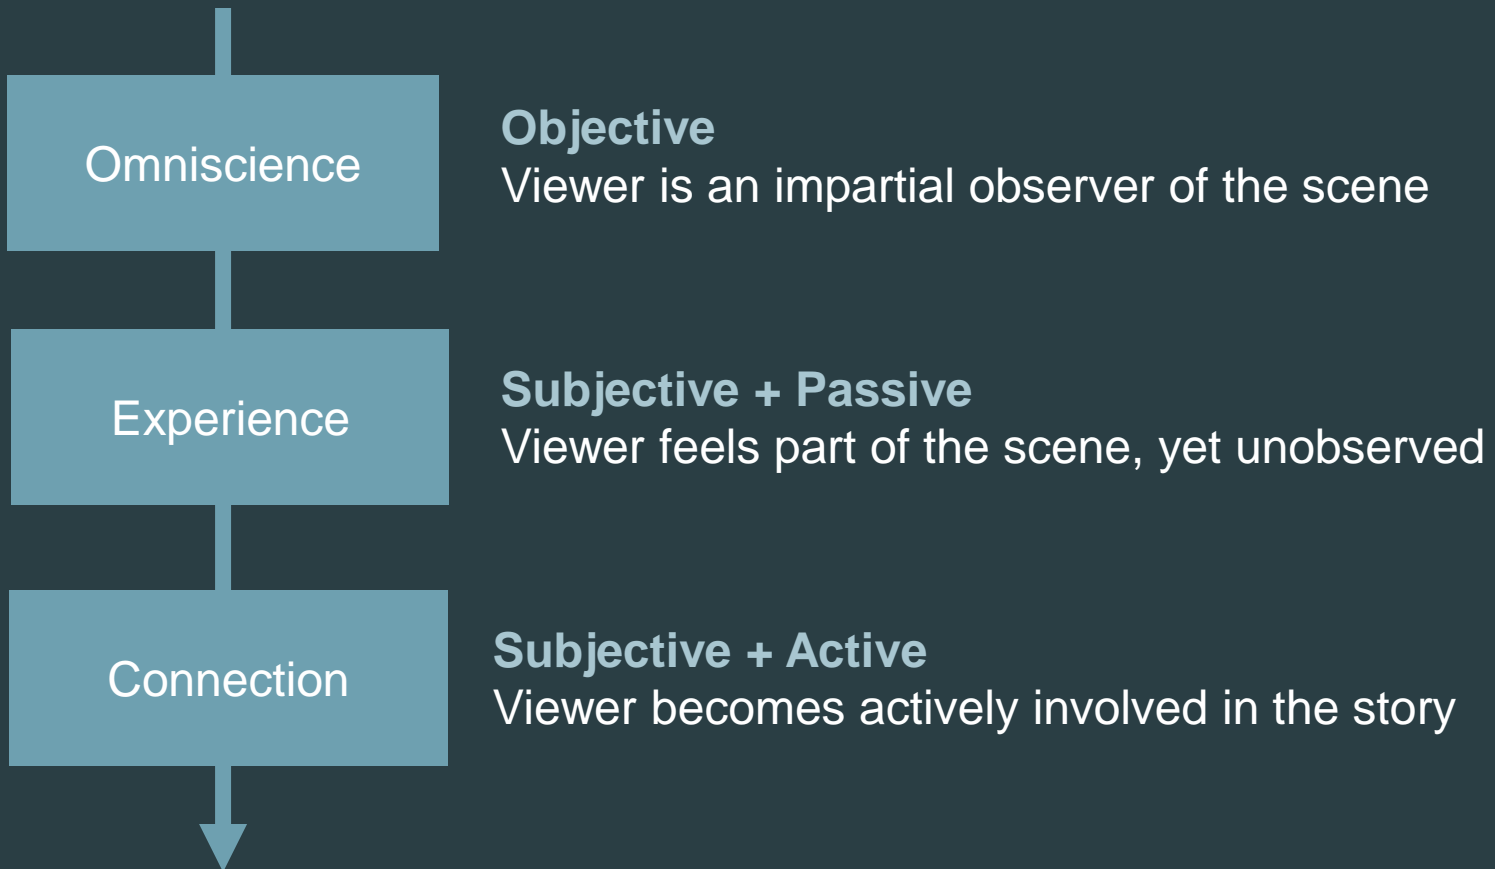 Omniscience
Objective
Viewer is an impartial observer of the scene
Experience
Subjective + Passive
Viewer feels part of the scene, yet unobserved
Connection
Subjective + Active
Viewer becomes actively involved in the story